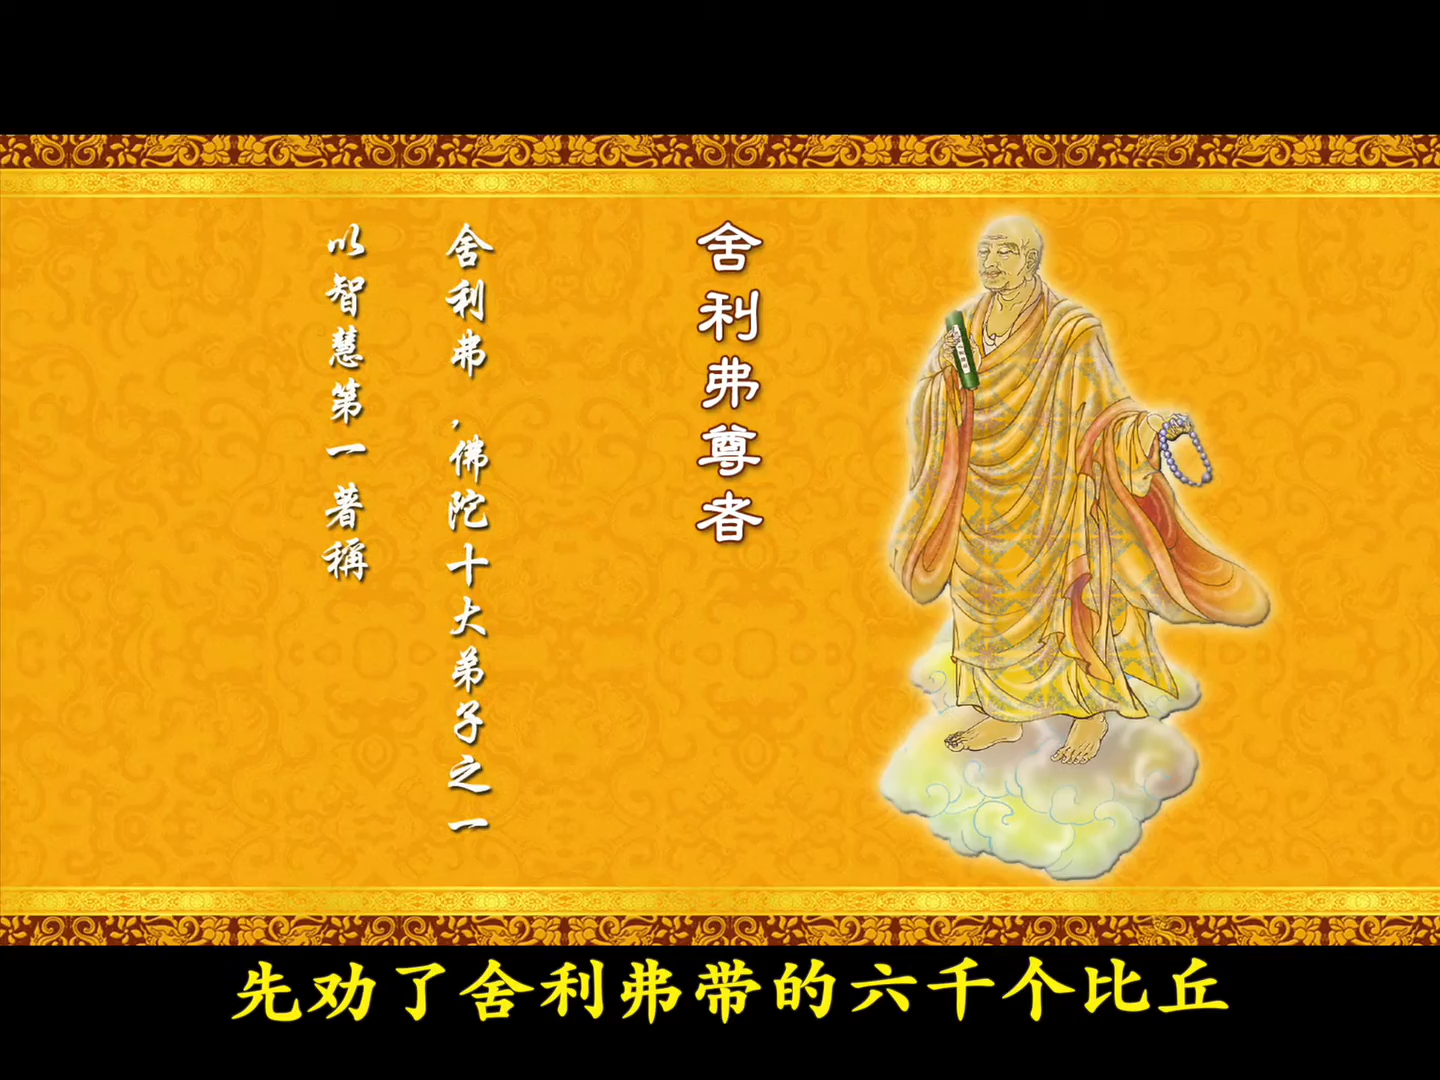 舍利弗尊者
舍利弗,佛陀十大弟子之一
以智慧第一著稱
先劝了舍利弗带的六千个比丘